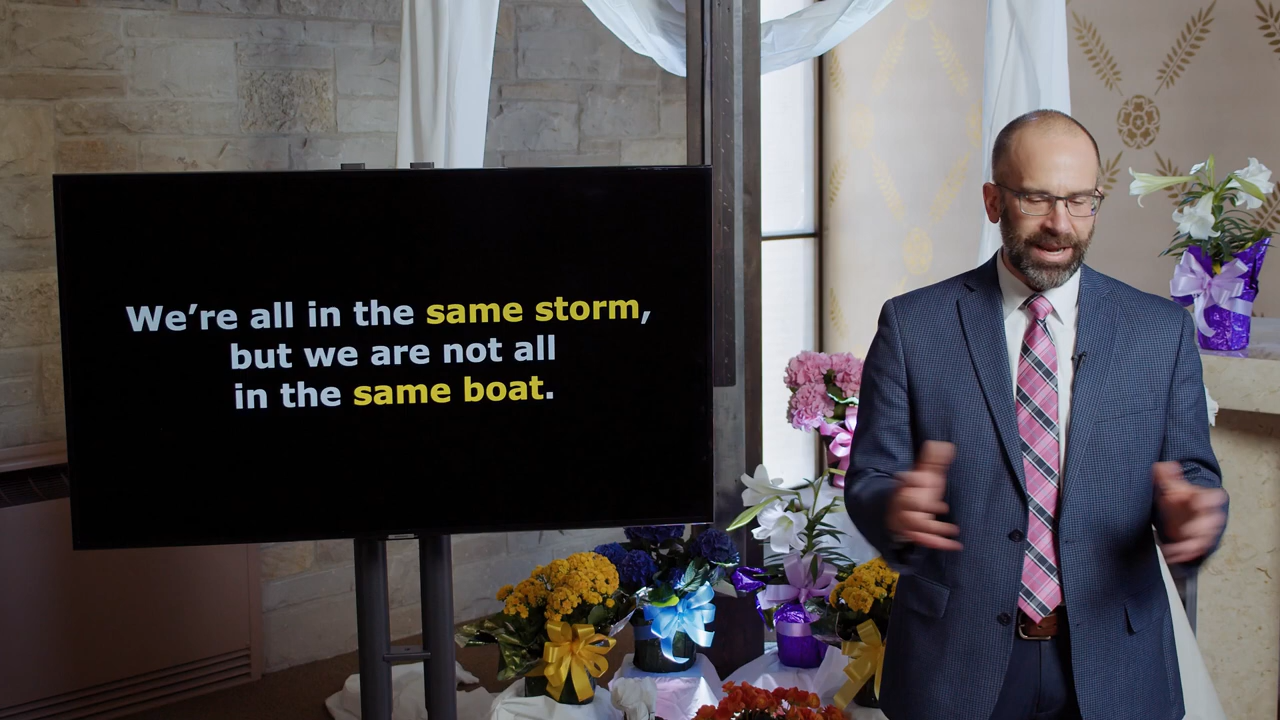 We’re all in the same storm,
but we are not all
in the same boat.